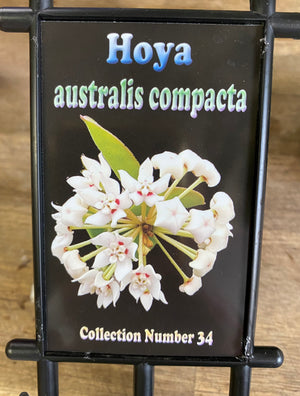 Hoya
australis compacta
Collection Number 34